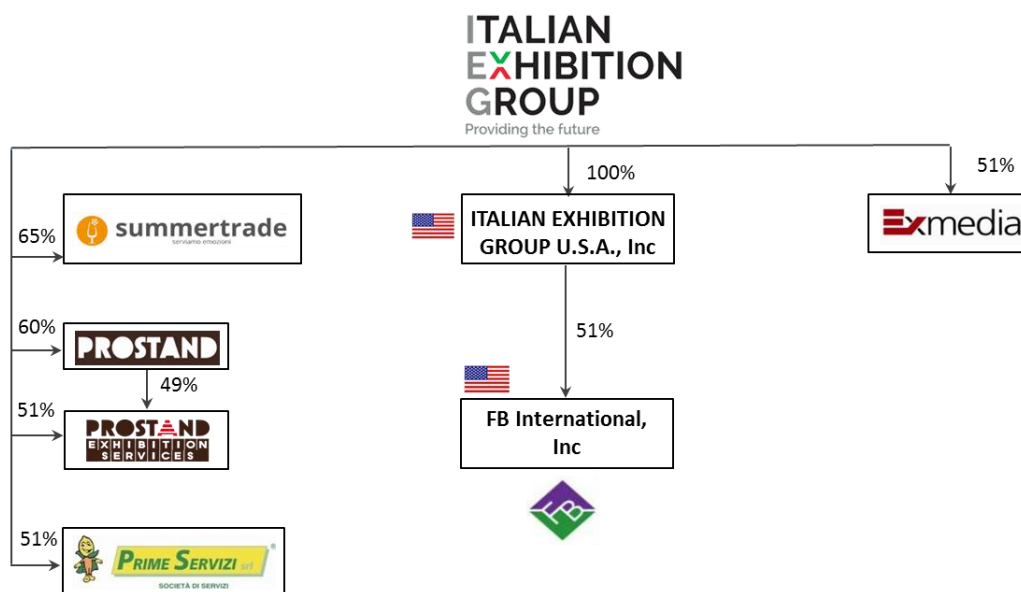 ITALIAN
EXHIBITION
GROUP
Providing the future
100%
51%
summertrade
serviamo emozioni
65%
ITALIAN EXHIBITION
GROUP U.S.A., Inc
Exmedia
60%
PROSTAND
51%
49%
51%
PROSTAND
EXHIBITION
SERVICES
FB International,
Inc
FB
51%
PRIME SERVIZI srl
®
SOCIETÀ DI SERVIZI